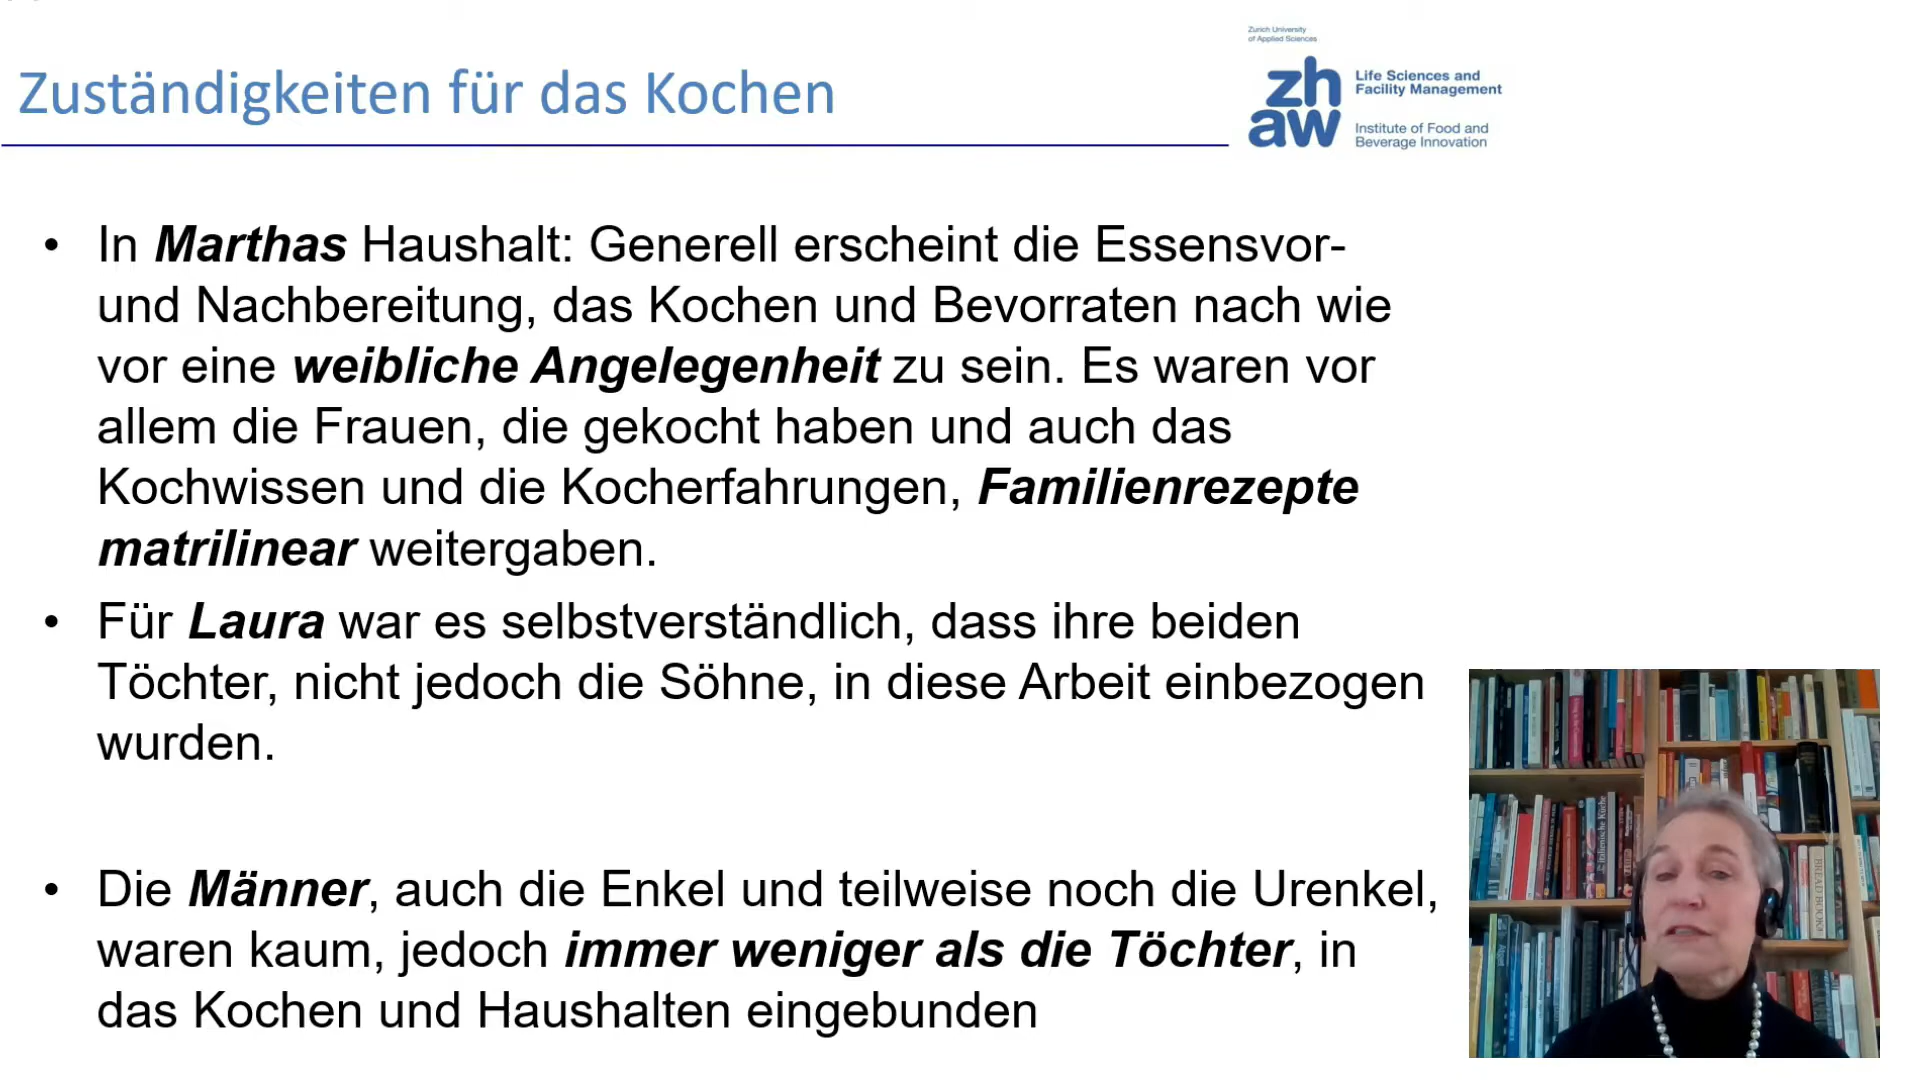 Zurich University
of Applied Sciences
Zuständigkeiten für das Kochen
zh
aw
Life Sciences and
Facility Management
Institute of Food and
Beverage Innovation
• In Marthas Haushalt: Generell erscheint die Essensvor-
und Nachbereitung, das Kochen und Bevorraten nach wie
vor eine weibliche Angelegenheit zu sein. Es waren vor
allem die Frauen, die gekocht haben und auch das
Kochwissen und die Kocherfahrungen, Familienrezepte
matrilinear weitergaben.
• Für Laura war es selbstverständlich, dass ihre beiden
Töchter, nicht jedoch die Söhne, in diese Arbeit einbezogen
wurden.
• Die Männer, auch die Enkel und teilweise noch die Urenkel,
waren kaum, jedoch immer weniger als die Töchter, in
das Kochen und Haushalten eingebunden
italienische Küche
BREAD BOOK